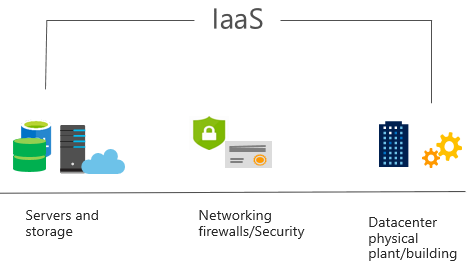 IaaS
Servers and
storage
Networking
firewalls/Security
Datacenter
physical
plant/building